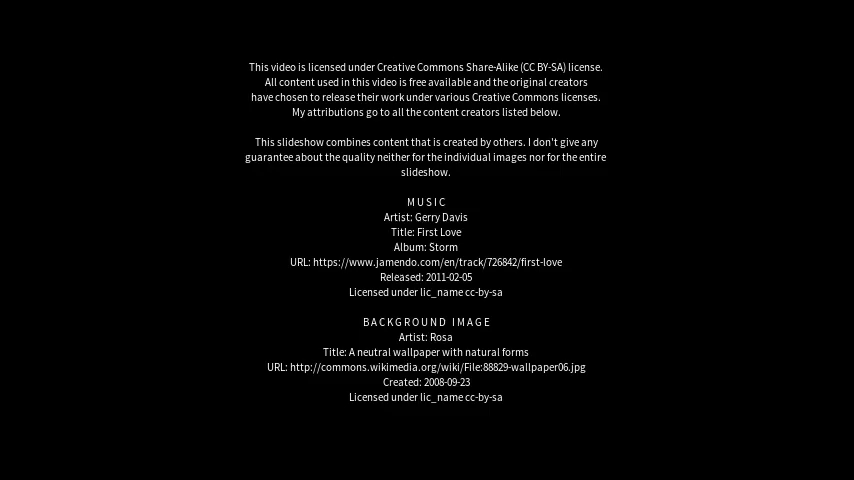 This video is licensed under Creative Commons Share-Alike (CC BY-SA) license.
All content used in this video is free available and the original creators
have chosen to release their work under various Creative Commons licenses.
My attributions go to all the content creators listed below.
This slideshow combines content that is created by others. I don't give any
guarantee about the quality neither for the individual images nor for the entire
slideshow.
MUSIC
Artist: Gerry Davis
Title: First Love
Album: Storm
URL: https://www.jamendo.com/en/track/726842/first-love
Released: 2011-02-05
Licensed under lic_name cc-by-sa
BACKGROUND IMAGE
Artist: Rosa
Title: A neutral wallpaper with natural forms
URL: http://commons.wikimedia.org/wiki/File:88829-wallpaper06.jpg
Created: 2008-09-23
Licensed under lic_name cc-by-sa